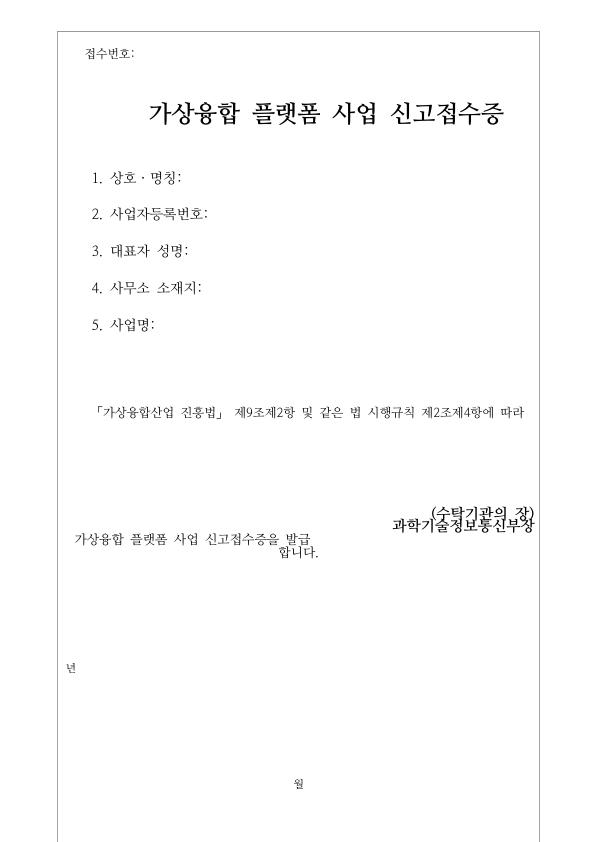 접수번호:
가상융합 플랫폼 사업 신고접수증
1. 상호ㆍ명칭:
2. 사업자등록번호:
3. 대표자 성명:
4. 사무소 소재지:
5. 사업명:
「가상융합산업 진흥법」 제9조제2항 및 같은 법 시행규칙 제2조제4항에 따라
(수탁기관의 장)
과학기술정보통신부장
가상융합 플랫폼 사업 신고접수증을 발급
합니다.
년
월